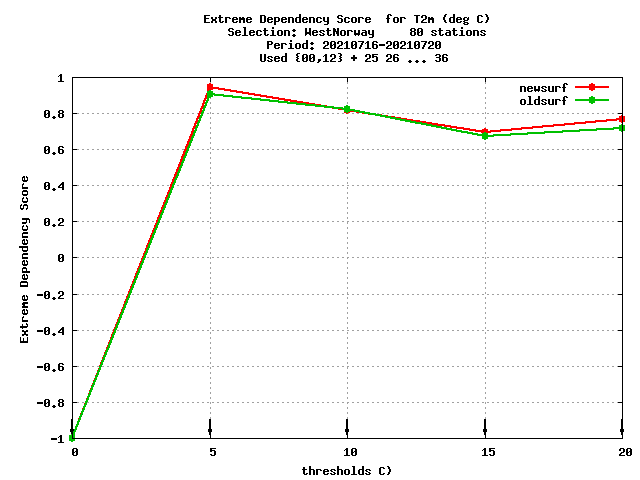 Extreme Dependency Score  for T2m (deg C)
Selection: WestNorway     80 stations
Period: 20210716-20210720
Used {00,12} + 25 26 ... 36
newsurf
oldsurf
1
0.8
0.6
0.4
0.2
0
-0.2
-0.4
-0.6
-0.8
-1
Extreme Dependency Score
0 5 10 15 20
thresholds C)